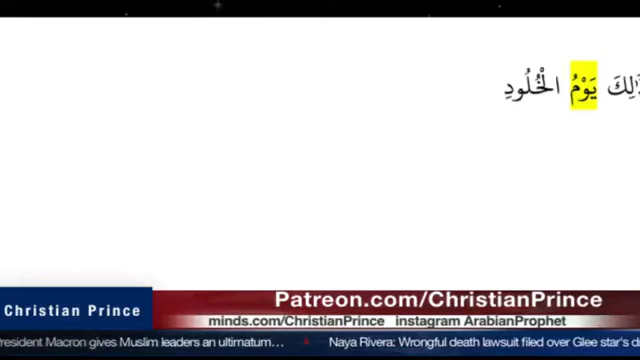 ذَٰلِكَ يَوْمُ الْخُلُودِ
Patreon.com/ChristianPrince
Christian Prince
minds.com/ChristianPrince instagram ArabianProphet
resident Macron gives Muslim leaders an ultimatum… Naya Rivera: Wrongful death lawsuit filed over Glee star's d